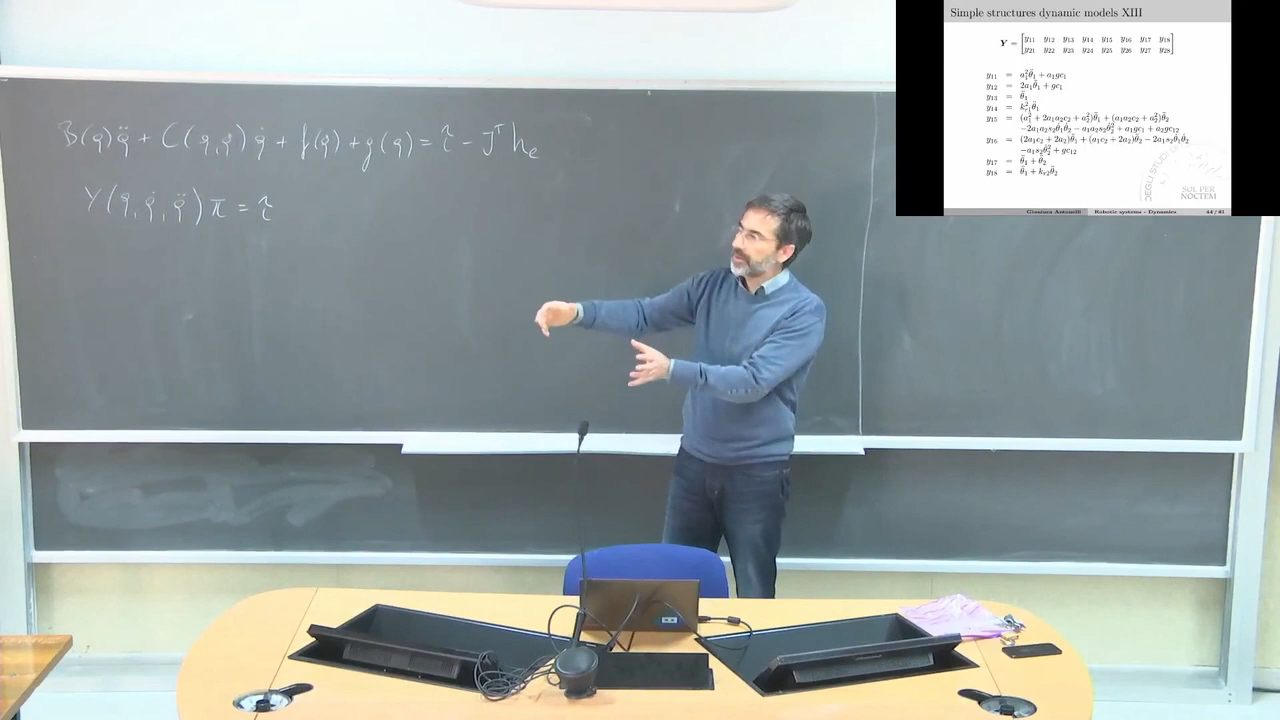 B(q)q̈ + C(q,q̇)q̇ + f(q̇) + g(q) = τ - Jᵀhₑ
Y(q, q̇, q̈)π = τ
Simple structures dynamic models XIII
Y = [y11 y12 y13 y14 y15 y16 y17 y18
y21 y22 y23 y24 y25 y26 y27 y28]
y11 = a₁²θ̈₁ + a₁gc₁
y12 = 2a₁θ̈₁ + gc₁
y13 = θ̈₁
y14 = kr1²θ̈₁
y15 = (a₁² + 2a₁a₂c₂ + a₂²)θ̈₁ + (a₁a₂c₂ + a₂²)θ̈₂
−2a₁a₂s₂θ̇₁θ̇₂ − a₁a₂s₂θ̇₂² + a₁gc₁ + a₂gc₁₂
y16 = (2a₁c₂ + 2a₂)θ̈₁ + (a₁c₂ + 2a₂)θ̈₂ − 2a₁s₂θ̇₁θ̇₂
−a₁s₂θ̇₂² + gc₁₂
y17 = θ̈₁ + θ̈₂
y18 = θ̈₁ + kr2θ̈₂
DEGLI STUDI
SOL PER
NOCTEM
Gianluca Antonelli Robotic systems - Dynamics 44 / 81